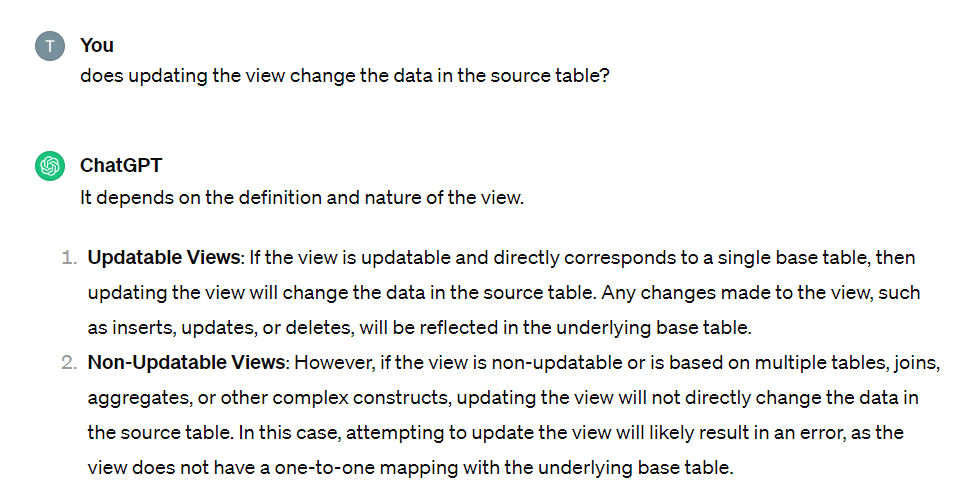 T You
does updating the view change the data in the source table?
ChatGPT
It depends on the definition and nature of the view.
1. Updatable Views: If the view is updatable and directly corresponds to a single base table, then
updating the view will change the data in the source table. Any changes made to the view, such
as inserts, updates, or deletes, will be reflected in the underlying base table.
2. Non-Updatable Views: However, if the view is non-updatable or is based on multiple tables, joins,
aggregates, or other complex constructs, updating the view will not directly change the data in
the source table. In this case, attempting to update the view will likely result in an error, as the
view does not have a one-to-one mapping with the underlying base table.